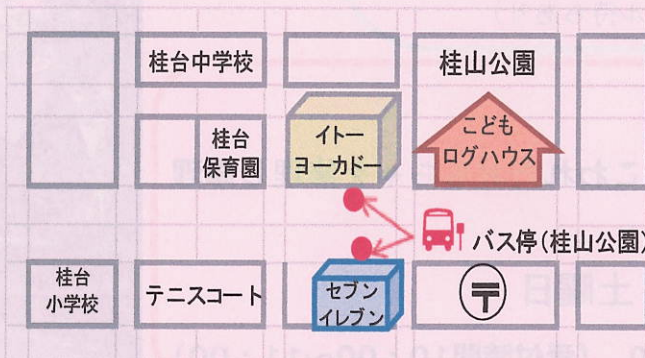 桂台中学校
桂山公園
桂台
保育園
イトー
ヨーカドー
こども
ログハウス
バス停(桂山公園)
桂台
小学校
テニスコート
セブン
イレブン
〒